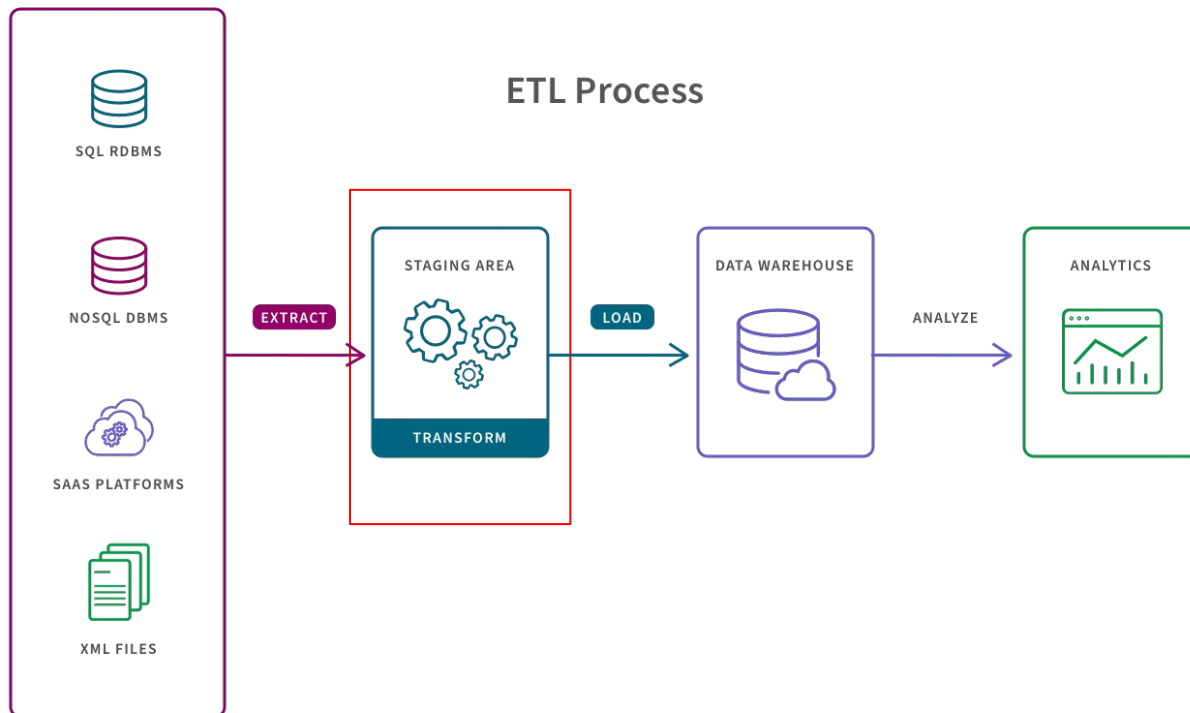 ETL Process
SQL RDBMS
NOSQL DBMS
SAAS PLATFORMS
XML FILES
EXTRACT
STAGING AREA
TRANSFORM
LOAD
DATA WAREHOUSE
ANALYZE
ANALYTICS